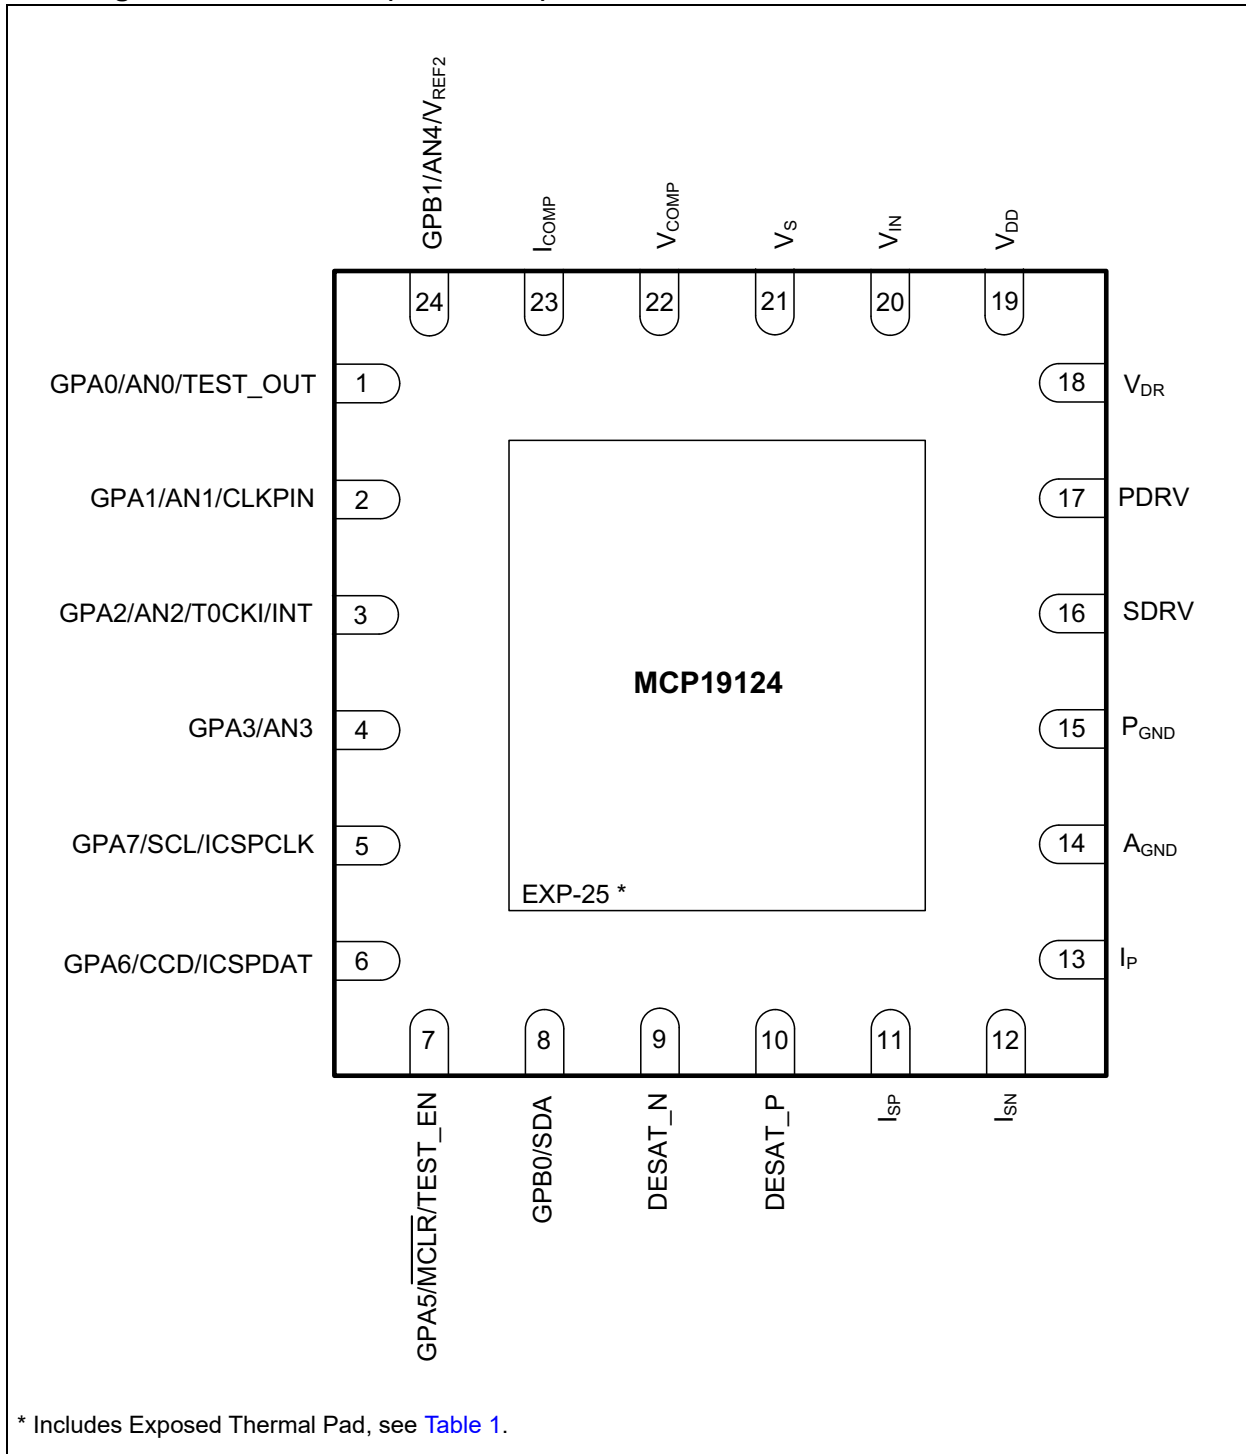 GPB1/AN4/VREF2
ICOMP
VCOMP
VS
VIN
VDD
24
23
22
21
20
19
GPA0/AN0/TEST_OUT
1
18
VDR
GPA1/AN1/CLKPIN
2
17
PDRV
GPA2/AN2/T0CKI/INT
3
16
SDRV
MCP19124
GPA3/AN3
4
15
PGND
GPA7/SCL/ICSPCLK
5
14
AGND
EXP-25 *
GPA6/CCD/ICSPDAT
6
13
IP
7
8
9
10
11
12
GPA5/MCLR/TEST_EN
GPB0/SDA
DESAT_N
DESAT_P
ISP
ISN
* Includes Exposed Thermal Pad, see Table 1.